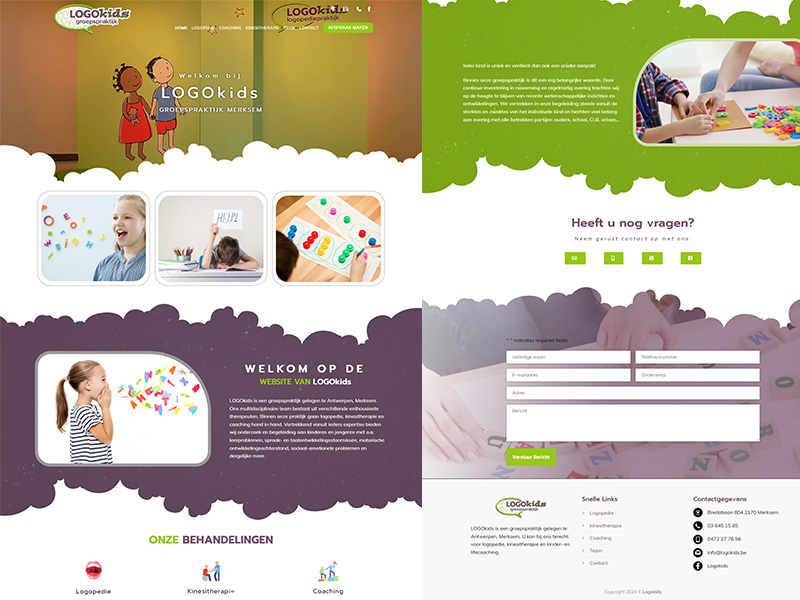 LOGOkids
groepspraktijk
LOGOkids
logopediepraktijk
HOME LOGOPEDIE COACHING KINESITHERAPIE TEAM CONTACT AFSPRAAK MAKEN
Welkom bij
LOGOkids
GROEPSPRAKTIJK MERKSEM
HELP!
WELKOM OP DE
WEBSITE VAN LOGOkids
LOGOkids is een groepspraktijk gelegen te Antwerpen, Merksem.
Ons multidisciplinaire team bestaat uit verschillende enthousiaste
therapeuten. Binnen onze praktijk gaan logopedie, kinesitherapie en
coaching hand in hand. Vertrekkend vanuit ieders expertise bieden
wij onderzoek en begeleiding aan kinderen en jongeren met o.a.
leerproblemen, spraak- en taalontwikkelingsstoornissen, motorische
ontwikkelingsachterstand, sociaal-emotionele problemen en
dergelijke meer.
ONZE BEHANDELINGEN
Logopedie
Kinesitherapie
Coaching
Ieder kind is uniek en verdient dan ook een unieke aanpak!
Binnen onze groepspraktijk is dit een erg belangrijke waarde. Door
continue investering in navorming en regelmatig overleg trachten wij
op de hoogte te blijven van recente wetenschappelijke inzichten en
ontwikkelingen. We vertrekken in onze begeleiding steeds vanuit de
sterktes en zwaktes van het individuele kind en hechten veel belang
aan overleg met alle betrokken partijen: ouders, school, CLB, artsen...
Heeft u nog vragen?
Neem gerust contact op met ons.
"*" indicates required fields
Volledige naam
Telefoonnummer
E-mailadres
Onderwerp
Adres
Bericht
Verstuur Bericht
LOGOkids
groepspraktijk
LOGOkids is een groepspraktijk gelegen te
Antwerpen, Merksem. U kan bij ons terecht
voor logopedie, kinesitherapie en kinder- en
lifecoaching.
Snelle Links
Logopedie
kinesitherapie
Coaching
Team
Contact
Contactgegevens
Bredabaan 804 2170 Merksem
03 645 15 65
0472 27 76 56
info@logokids.be
Logokids
Copyright 2024 © Logokids